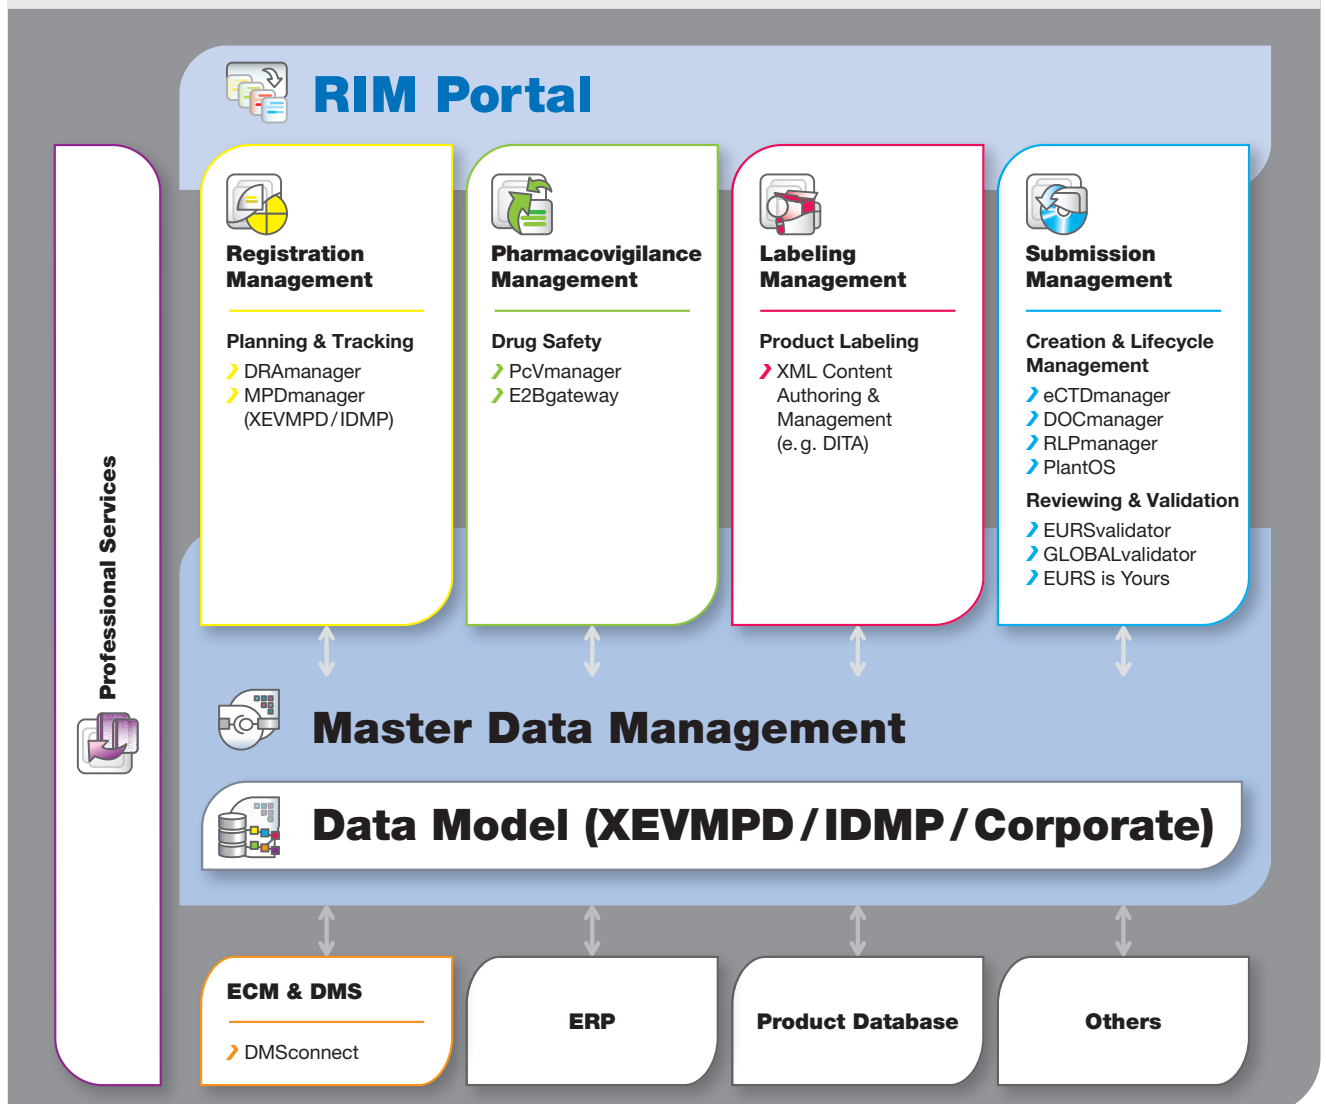 RIM Portal
Professional Services
Registration
Management
Planning & Tracking
DRAmanager
MPDmanager
(XEVMPD/IDMP)
Pharmacovigilance
Management
Drug Safety
PcVmanager
E2Bgateway
Labeling
Management
Product Labeling
XML Content
Authoring &
Management
(e.g. DITA)
Submission
Management
Creation & Lifecycle
Management
eCTDmanager
DOCmanager
RLPmanager
PlantOS
Reviewing & Validation
EURSvalidator
GLOBALvalidator
EURS is Yours
Master Data Management
Data Model (XEVMPD/IDMP/Corporate)
ECM & DMS
DMSconnect
ERP
Product Database
Others